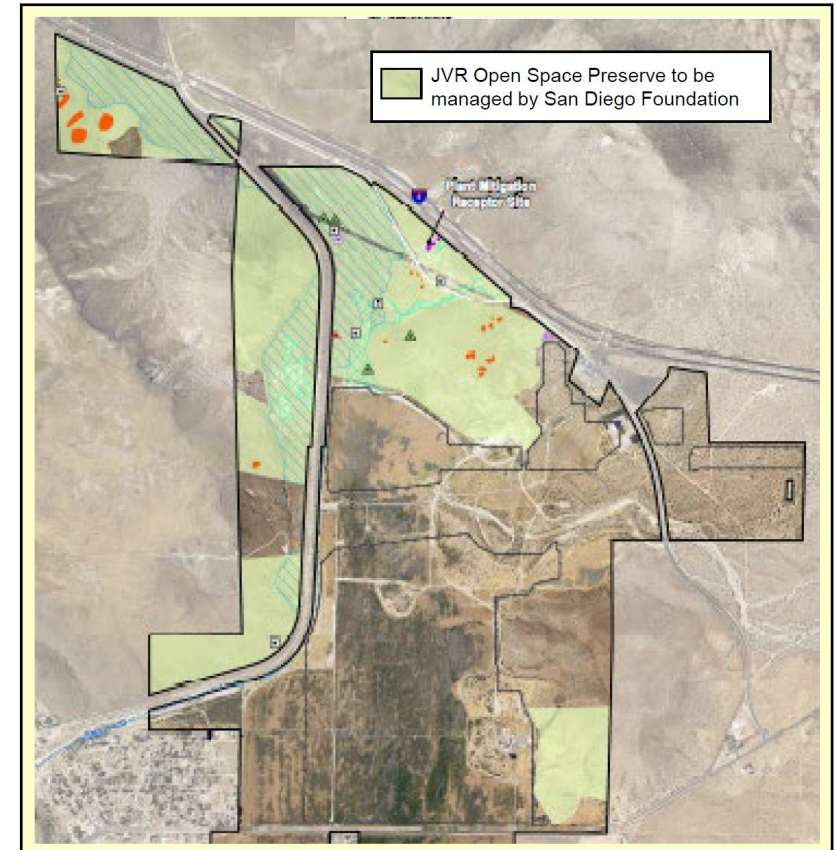 JVR Open Space Preserve to be
managed by San Diego Foundation
Plant Mitigation
Receptor Site